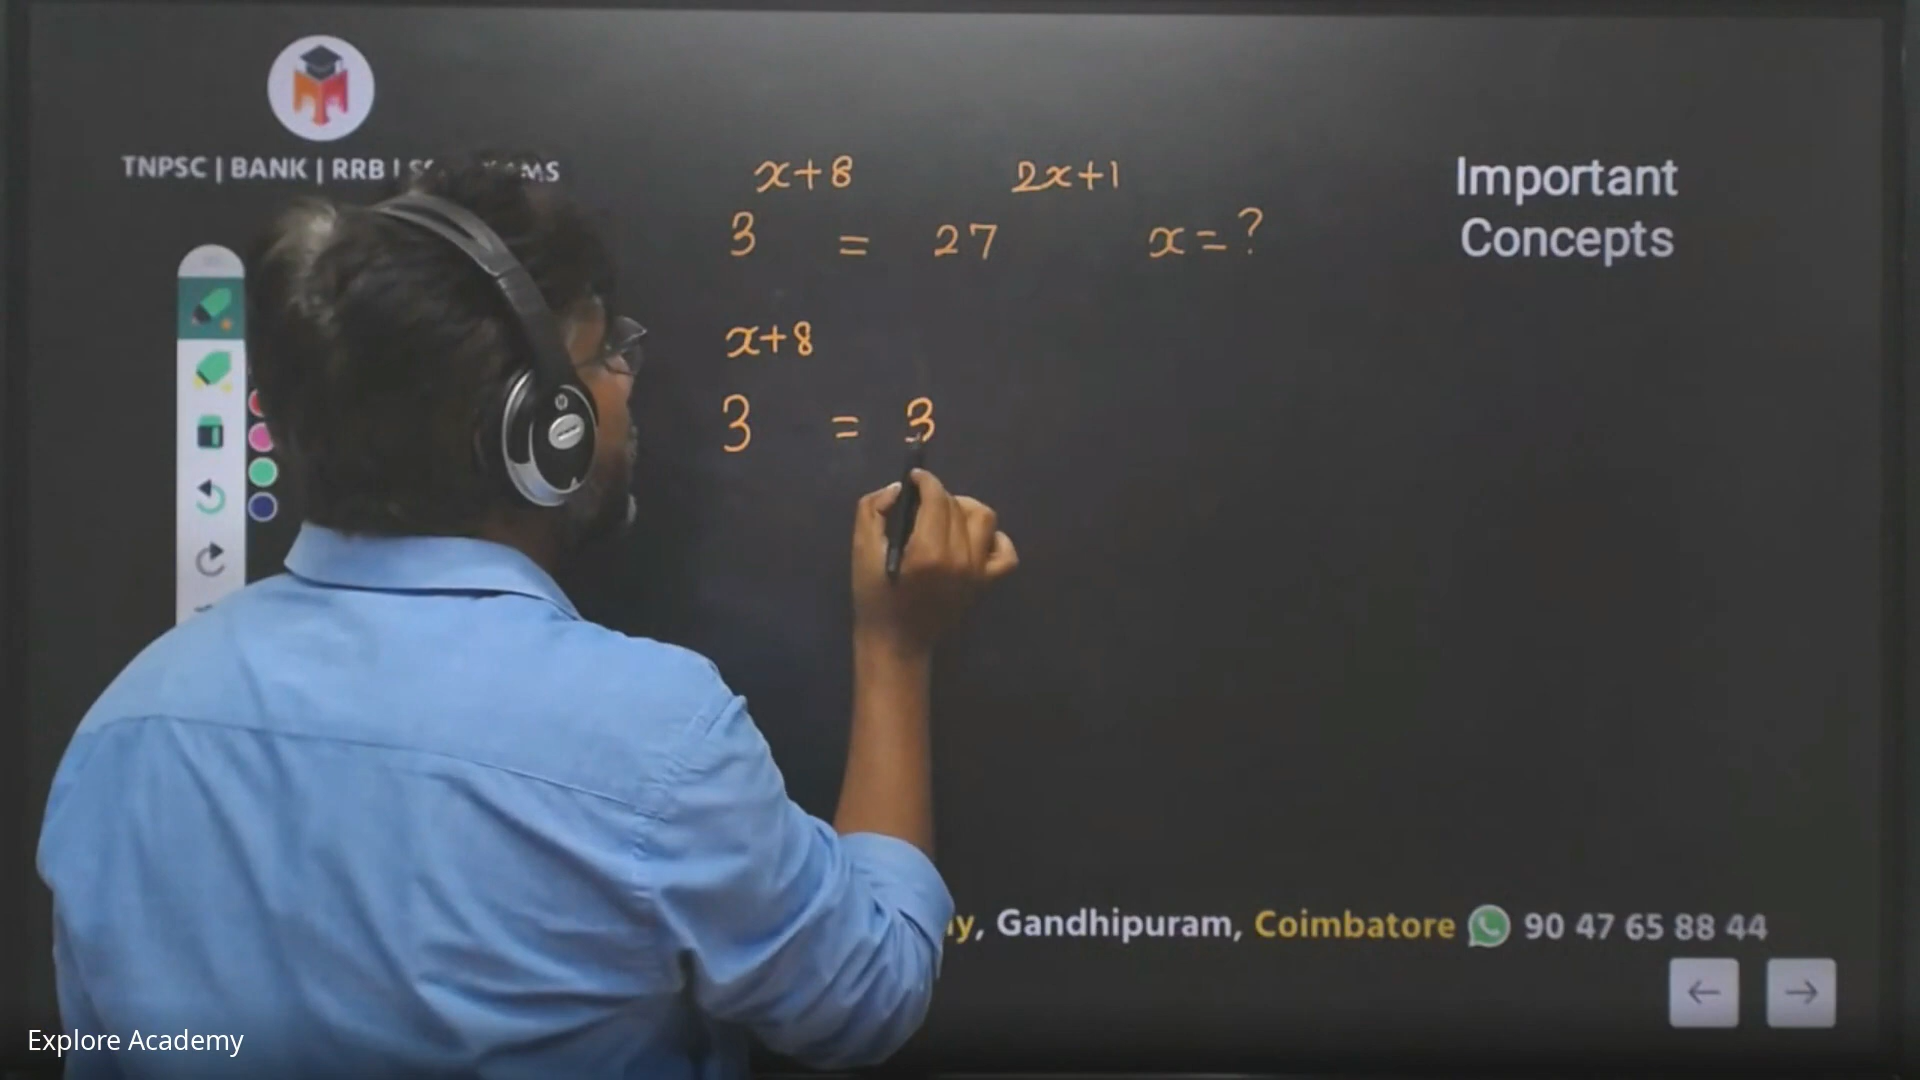 TNPSC | BANK | RRB |
x+8 2x+1
3 = 27 x = ?
x+8
3 = 3
Important
Concepts
Gandhipuram, Coimbatore 90 47 65 88 44
Explore Academy